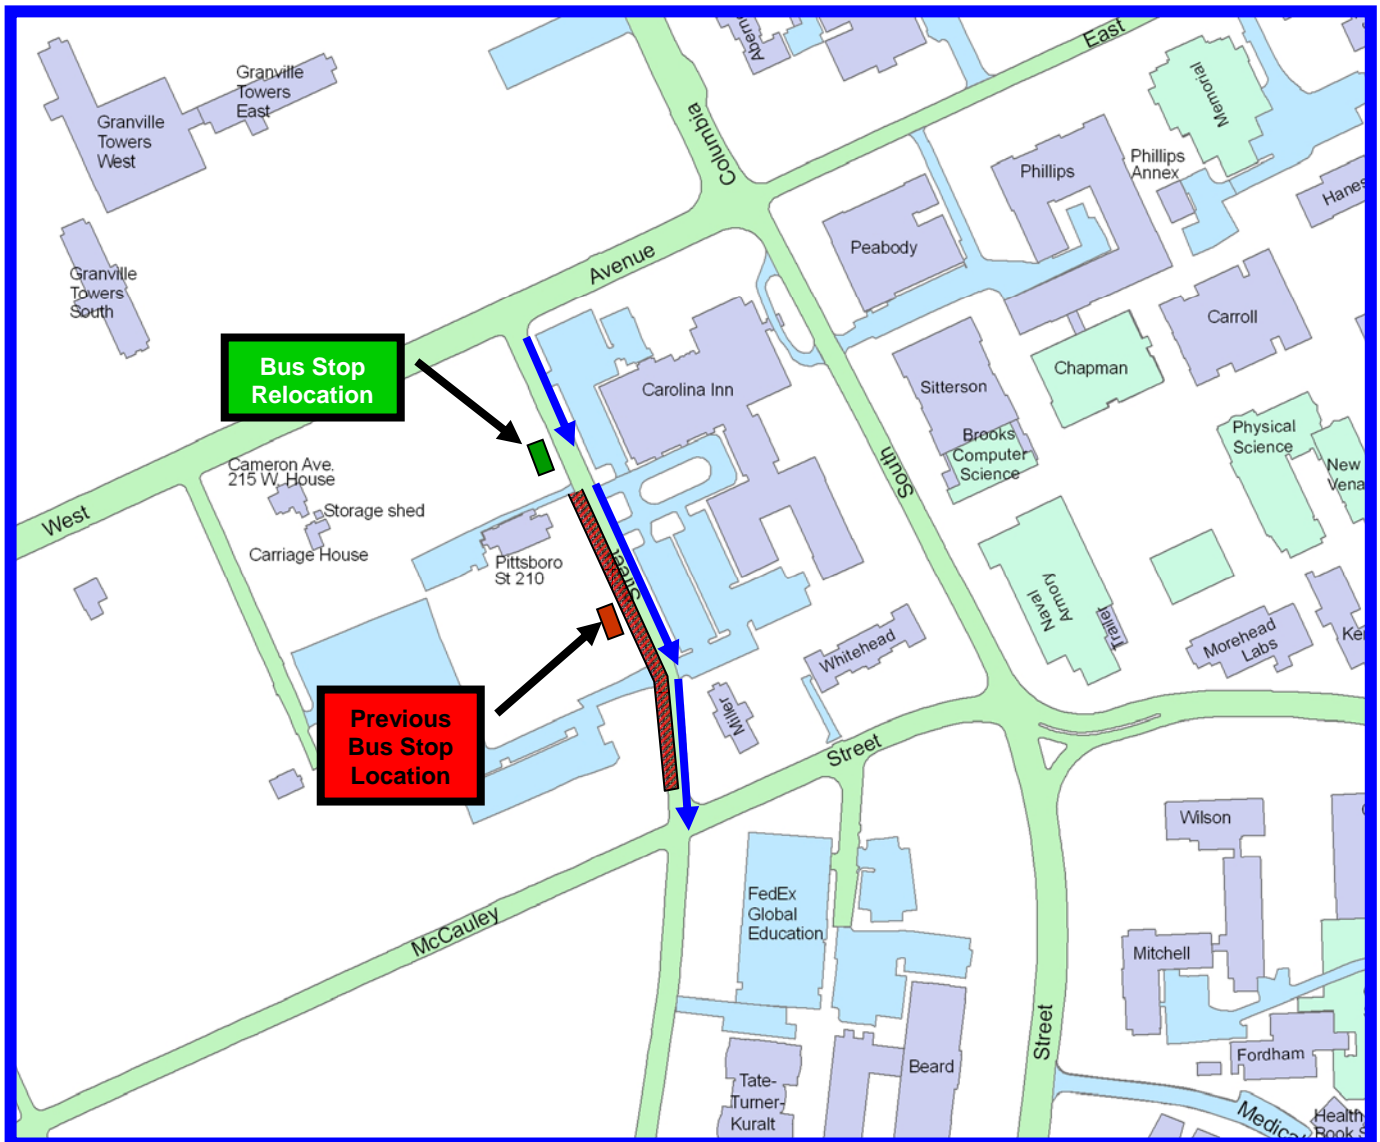 Granville
Towers
East
Granville
Towers
West
Granville
Towers
South
Columbia
East
Memorial
Phillips
Phillips
Annex
Peabody
Avenue
Carroll
Chapman
Sitterson
Brooks
Computer
Science
Physical
Science
New
Carolina Inn
Bus Stop
Relocation
Cameron Ave.
215 W. House
Storage shed
Carriage House
West
Pittsboro
St 210
Street
South
Naval
Armory
Trailer
Morehead
Labs
Whitehead
Miller
Previous
Bus Stop
Location
Street
McCauley
FedEx
Global
Education
Wilson
Mitchell
Fordham
Beard
Street
Tate-
Turner-
Kuralt
Health